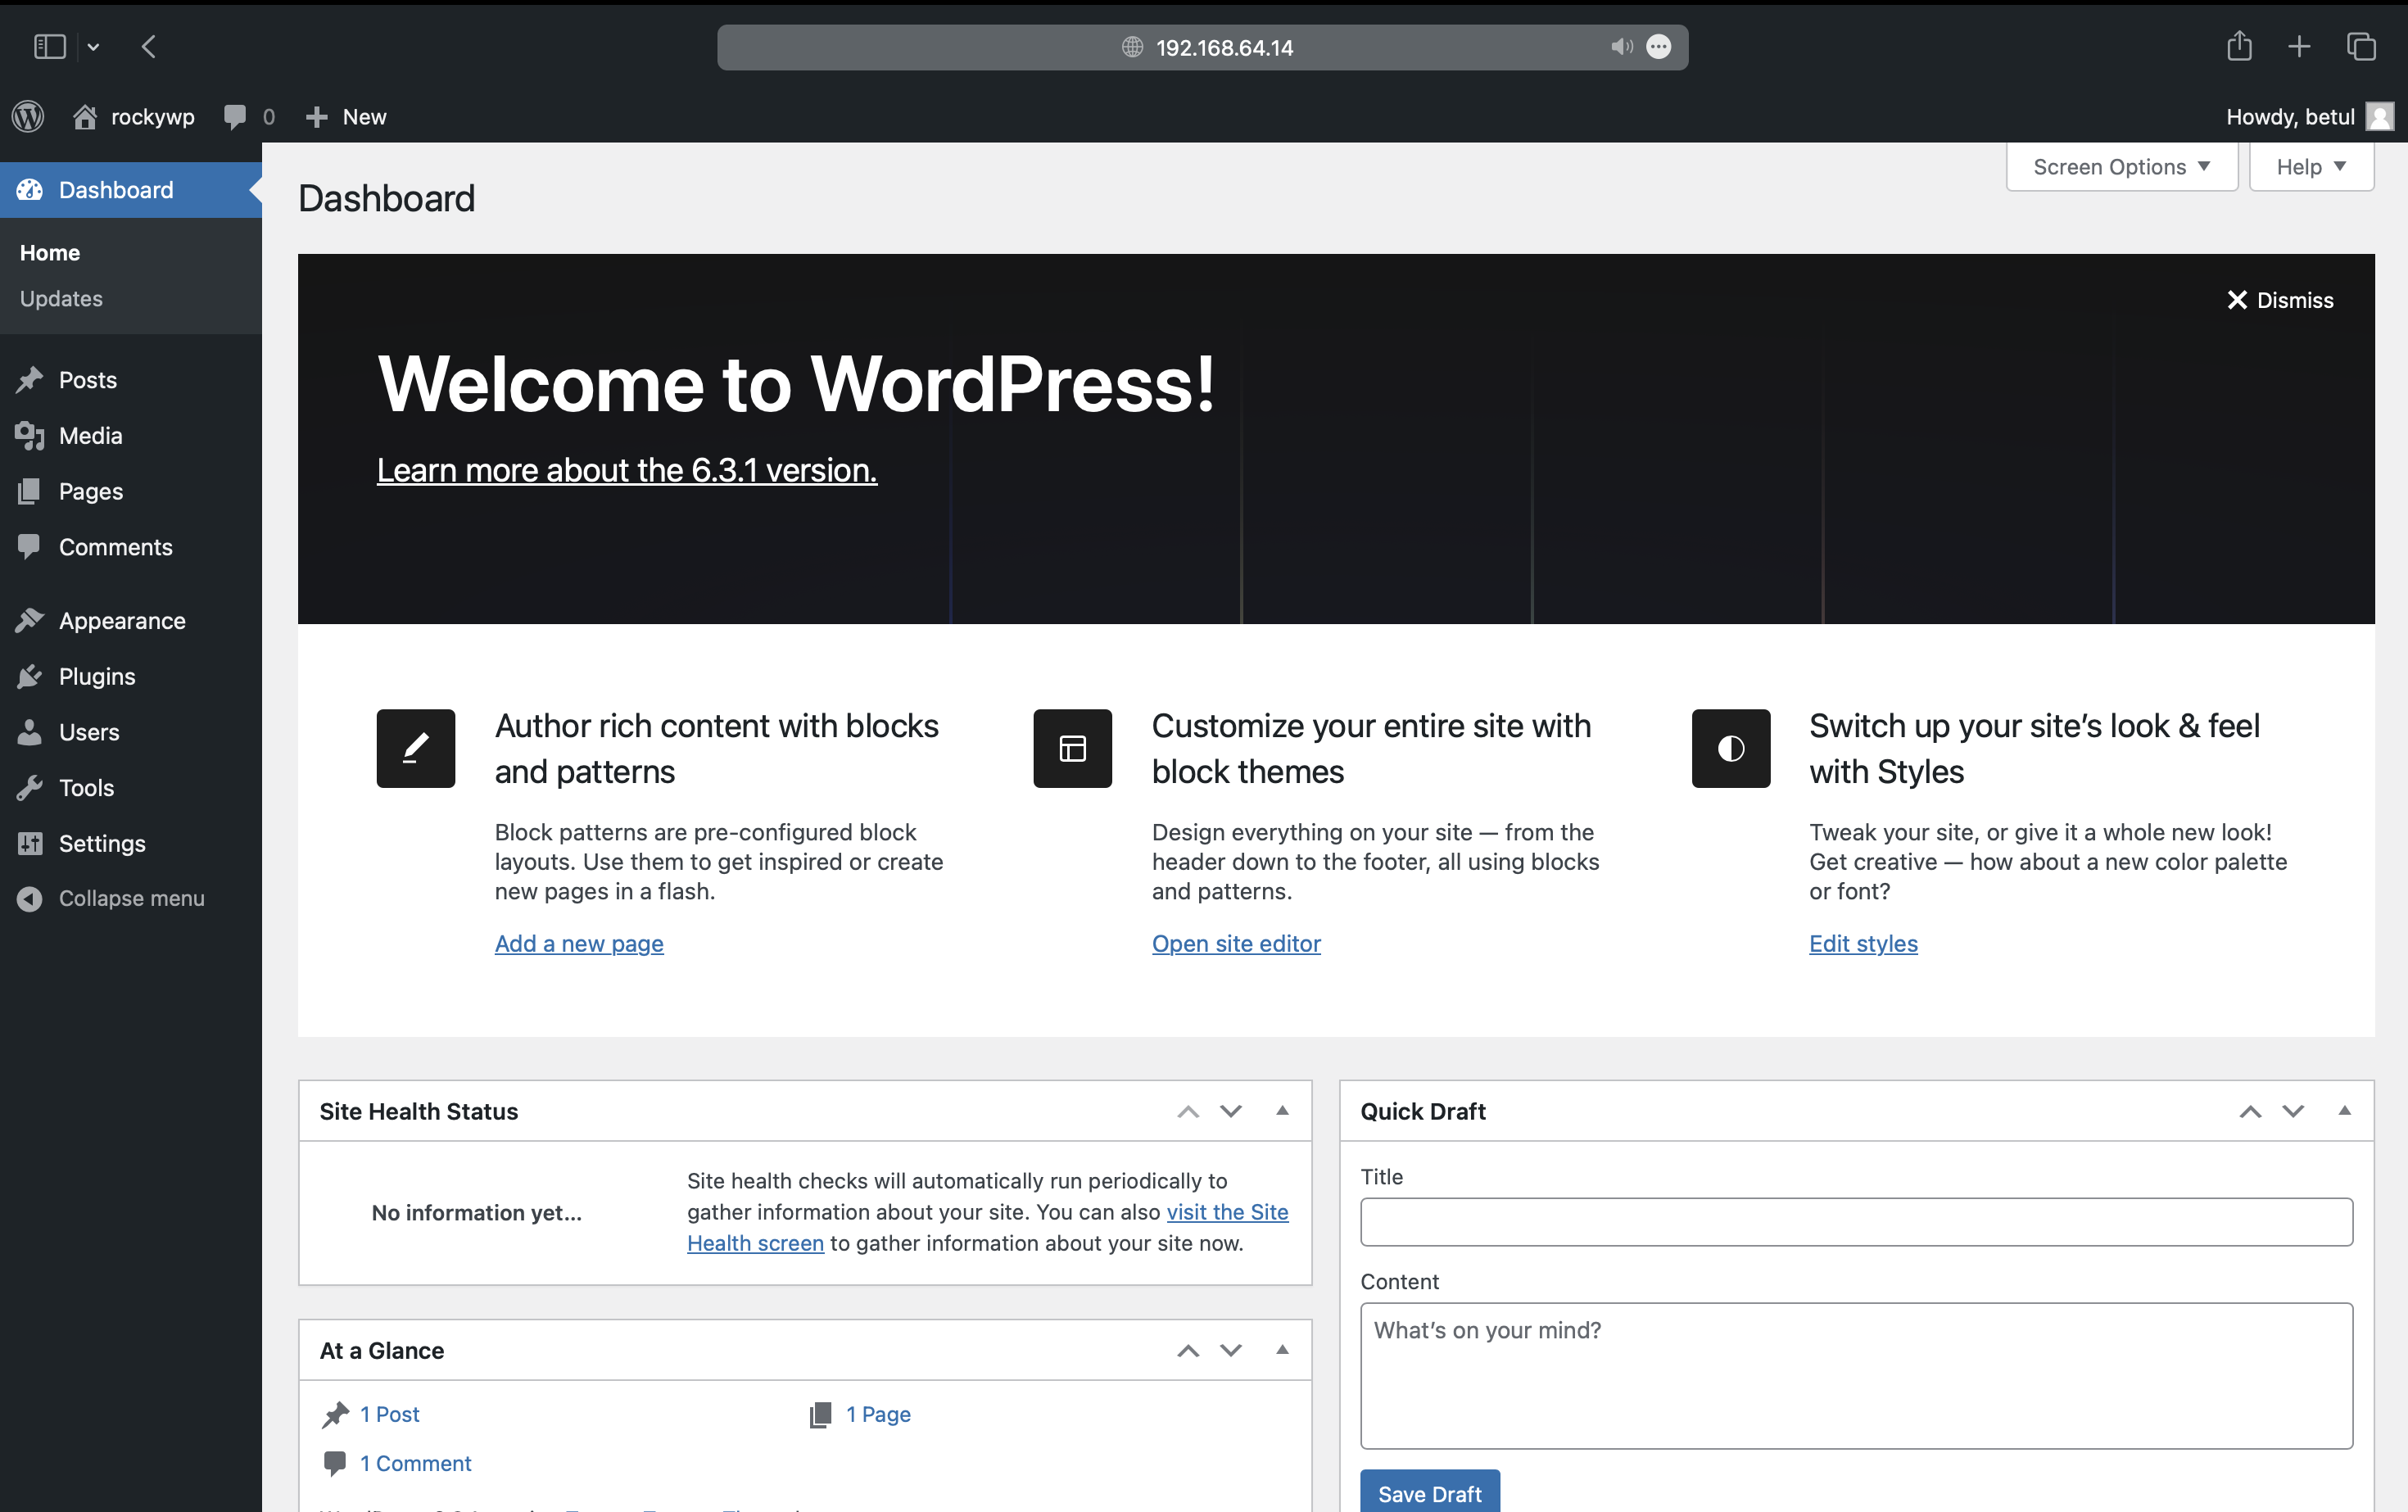 192.168.64.14
rockywp
0
New
Howdy, betul
Screen Options
Help
Dashboard
Home
Updates
Posts
Media
Pages
Comments
Appearance
Plugins
Users
Tools
Settings
Collapse menu
Dashboard
Dismiss
Welcome to WordPress!
Learn more about the 6.3.1 version.
Author rich content with blocks
and patterns
Block patterns are pre-configured block
layouts. Use them to get inspired or create
new pages in a flash.
Add a new page
Customize your entire site with
block themes
Design everything on your site — from the
header down to the footer, all using blocks
and patterns.
Open site editor
Switch up your site’s look & feel
with Styles
Tweak your site, or give it a whole new look!
Get creative — how about a new color palette
or font?
Edit styles
Site Health Status
No information yet…
Site health checks will automatically run periodically to
gather information about your site. You can also visit the Site
Health screen to gather information about your site now.
At a Glance
1 Post
1 Page
1 Comment
Quick Draft
Title
Content
What’s on your mind?
Save Draft